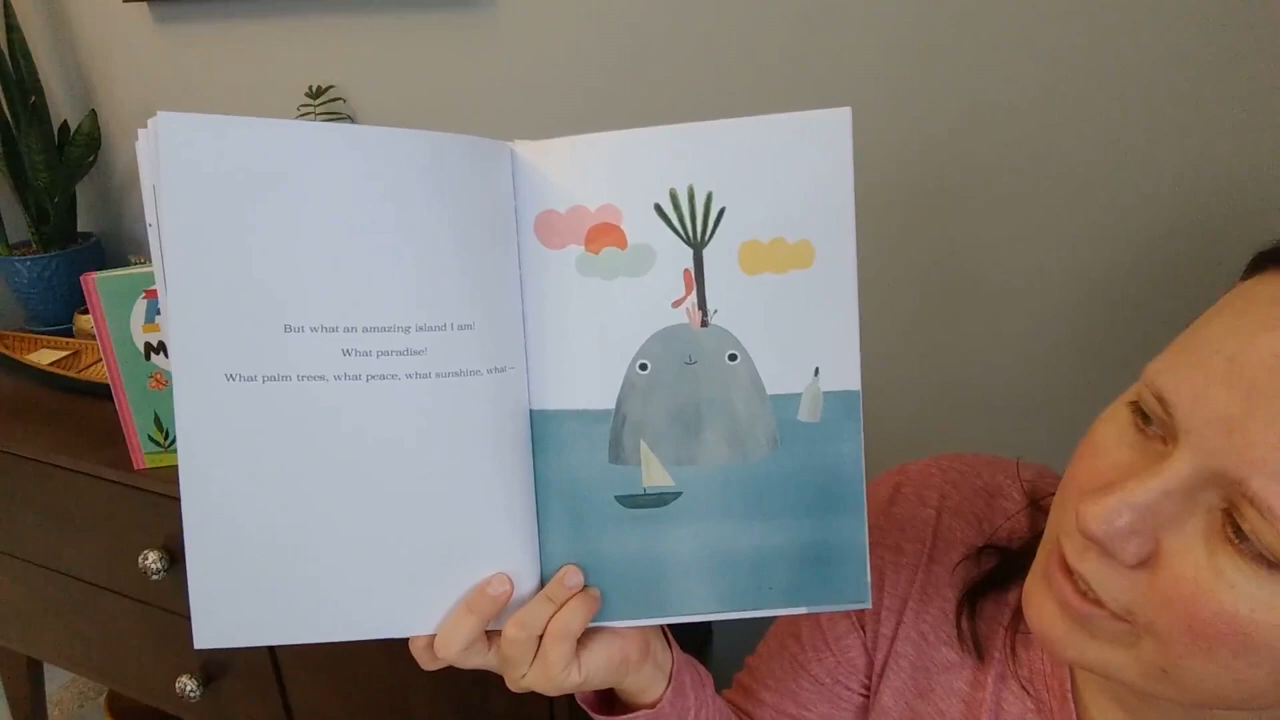 But what an amazing island I am!
What paradise!
What palm trees, what peace, what sunshine, what—